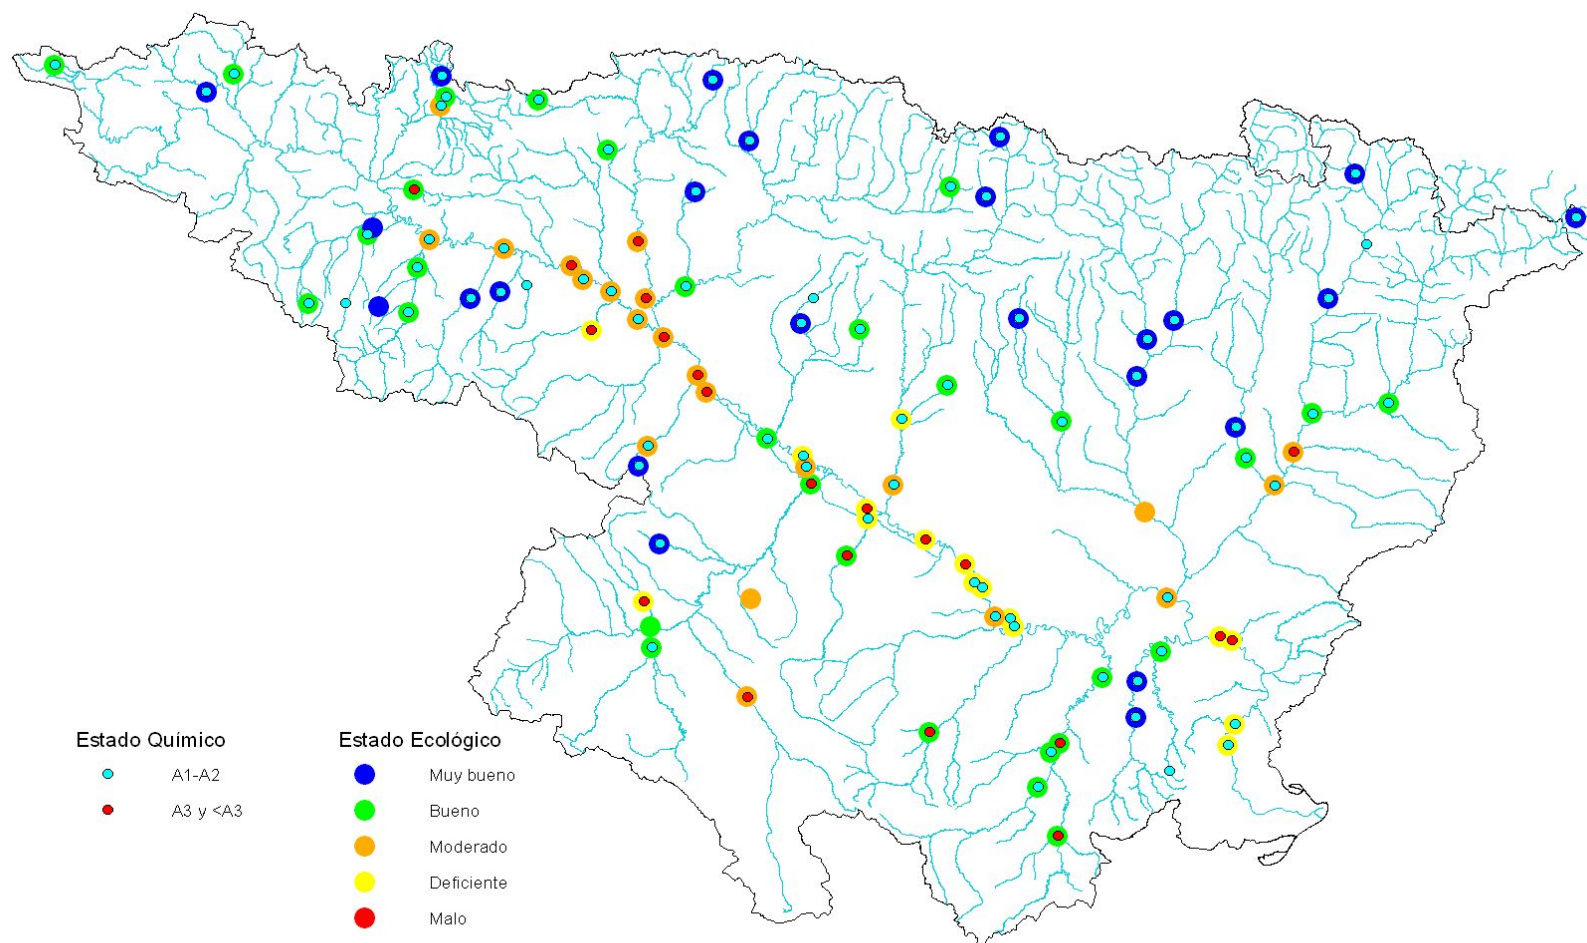 Estado Químico
A1-A2
A3 y <A3
Estado Ecológico
Muy bueno
Bueno
Moderado
Deficiente
Malo